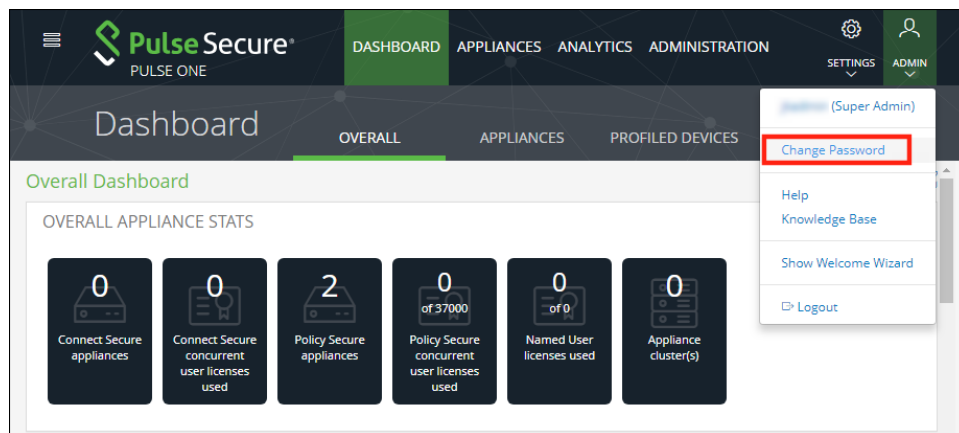 Pulse Secure®
PULSE ONE
DASHBOARD APPLIANCES ANALYTICS ADMINISTRATION
SETTINGS ADMIN
(Super Admin)
Change Password
Help
Knowledge Base
Show Welcome Wizard
Logout
Dashboard
OVERALL APPLIANCES PROFILED DEVICES
Overall Dashboard
OVERALL APPLIANCE STATS
0
Connect Secure
appliances
0
Connect Secure
concurrent
user licenses
used
2
Policy Secure
appliances
0
of 37000
Policy Secure
concurrent
user licenses
used
0
of 0
Named User
licenses used
0
Appliance
cluster(s)